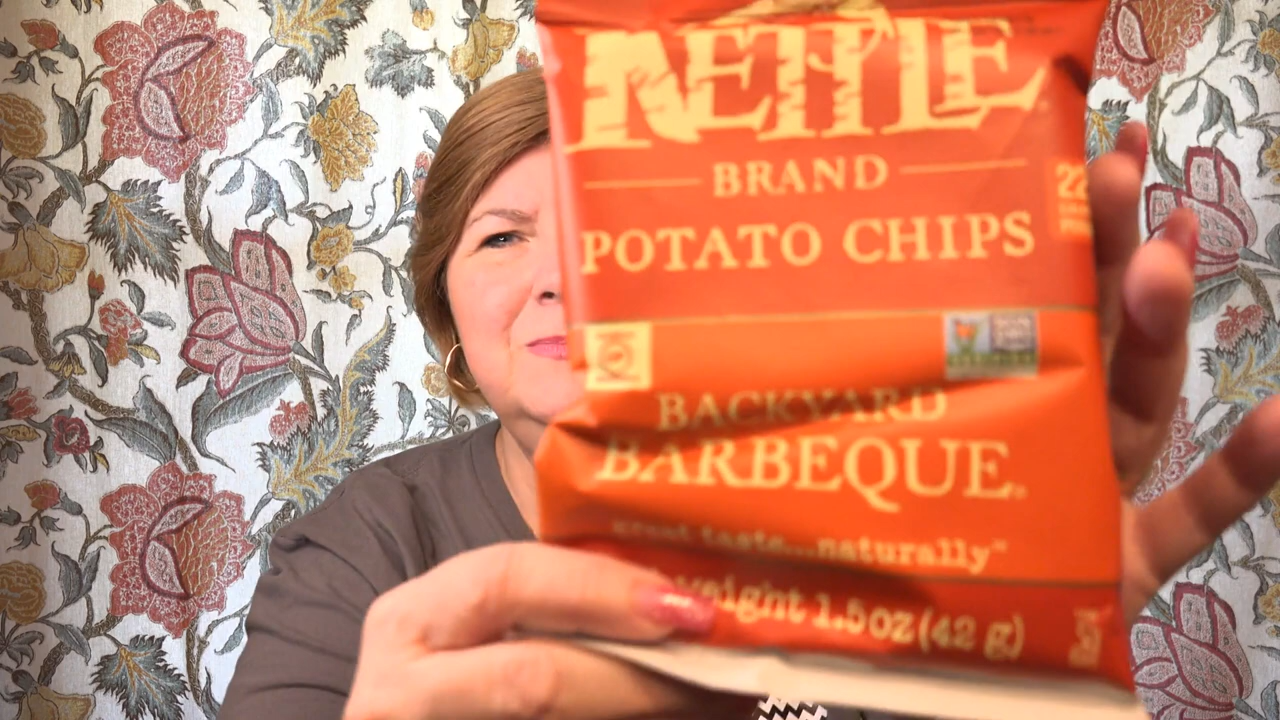 KETTLE
BRAND
POTATO CHIPS
BACKYARD
BARBEQUE®
great taste...naturally™
weight 1.5oz (42 g)